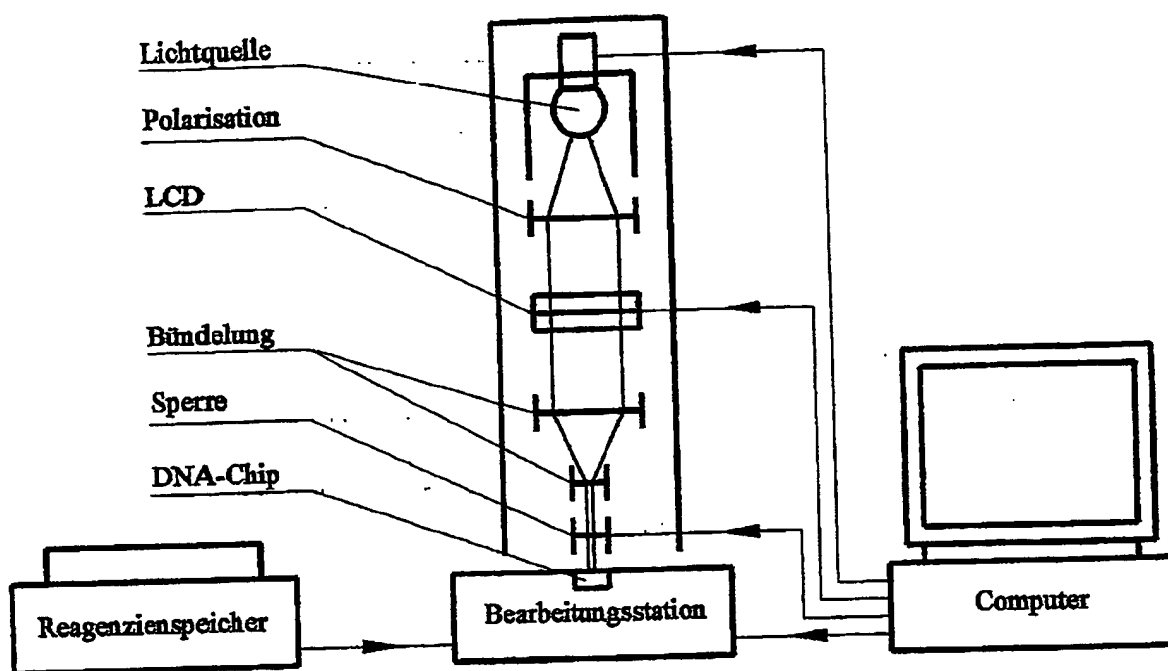 Lichtquelle
Polarisation
LCD
Bündelung
Sperre
DNA-Chip
Reagenzienspeicher
Bearbeitungsstation
Computer